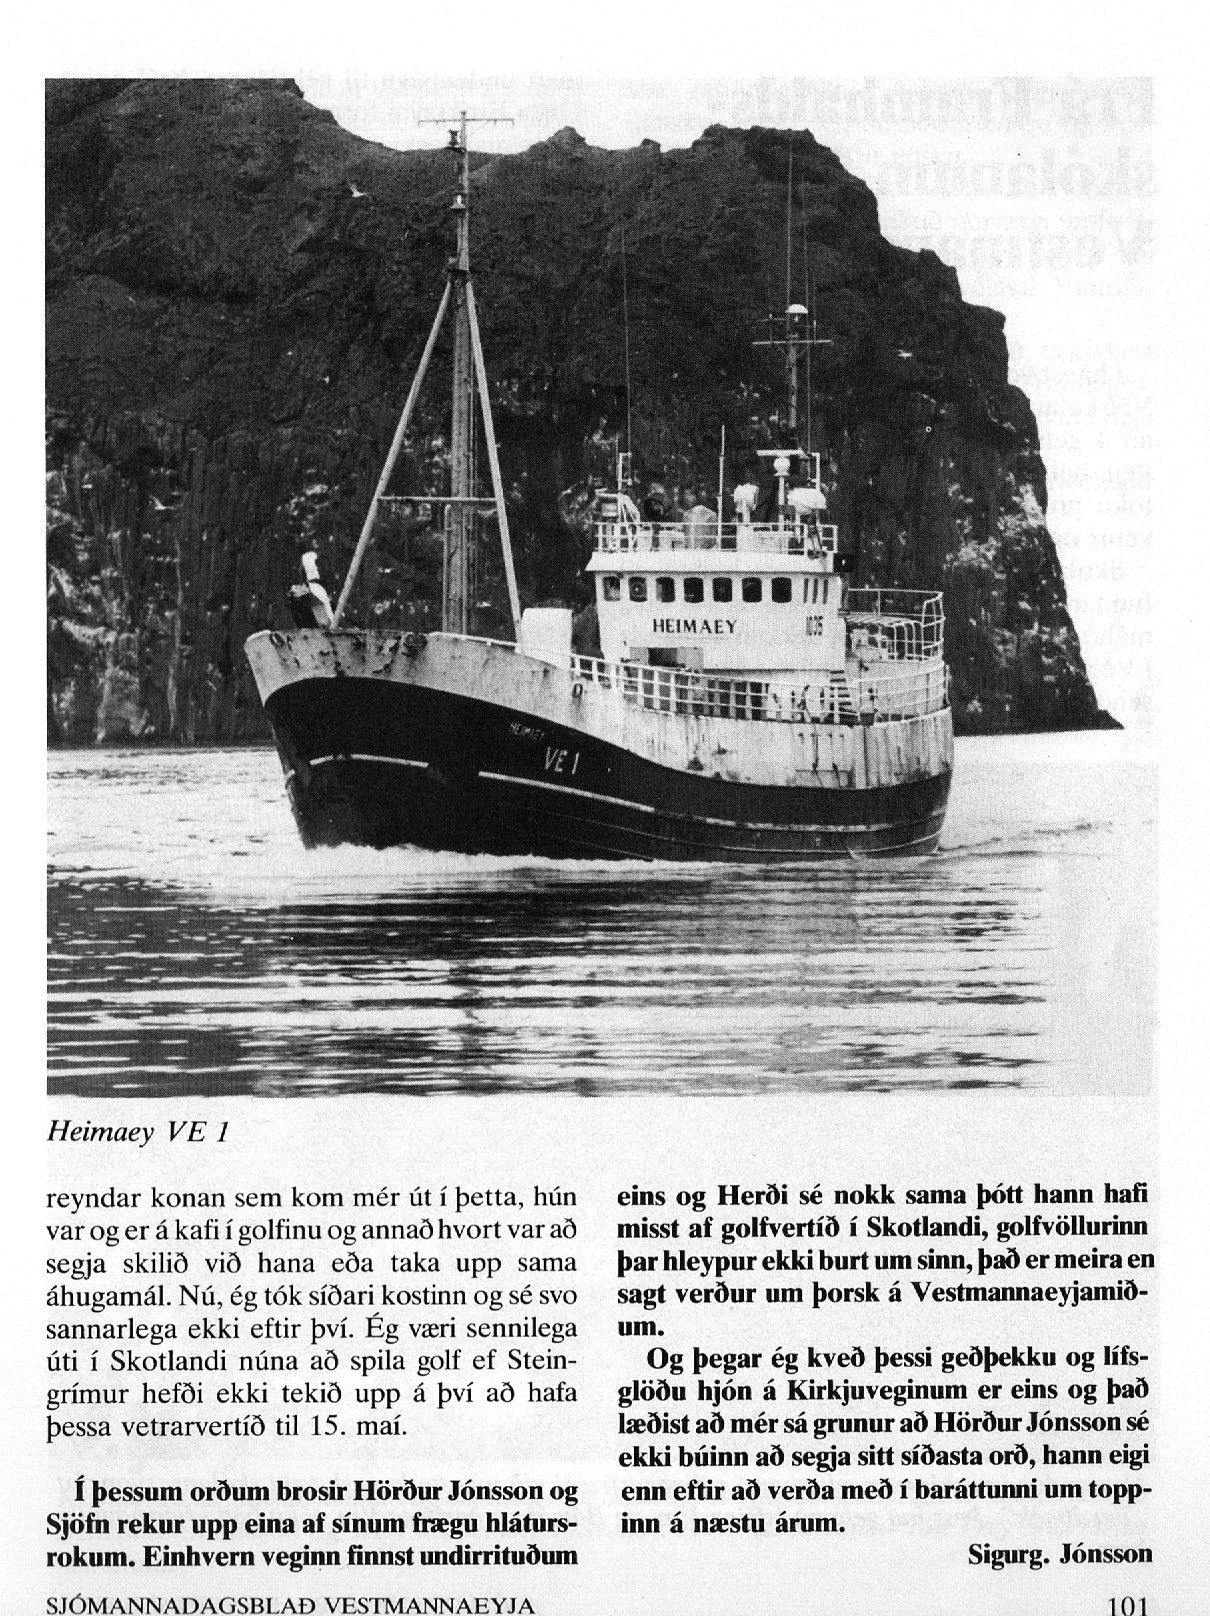 HEIMAEY
1035
HEIMAEY
VE 1
Heimaey VE 1
reyndar konan sem kom mér út í þetta, hún
var og er á kafi í golfinu og annað hvort var að
segja skilið við hana eða taka upp sama
áhugamál. Nú, ég tók síðari kostinn og sé svo
sannarlega ekki eftir því. Ég væri sennilega
úti í Skotlandi núna að spila golf ef Stein-
grímur hefði ekki tekið upp á því að hafa
þessa vetrarvertíð til 15. maí.
Í þessum orðum brosir Hörður Jónsson og
Sjöfn rekur upp eina af sínum frægu hláturs-
rokum. Einhvern veginn finnst undirrituðum
eins og Herði sé nokk sama þótt hann hafi
misst af golfvertíð í Skotlandi, golfvöllurinn
þar hleypur ekki burt um sinn, það er meira en
sagt verður um þorsk á Vestmannaeyjamið-
um.
Og þegar ég kveð þessi geðþekku og lífs-
glöðu hjón á Kirkjuveginum er eins og það
læðist að mér sá grunur að Hörður Jónsson sé
ekki búinn að segja sitt síðasta orð, hann eigi
enn eftir að verða með í baráttunni um topp-
inn á næstu árum.
Sigurg. Jónsson
SJÓMANNADAGSBLAÐ VESTMANNAEYJA
101